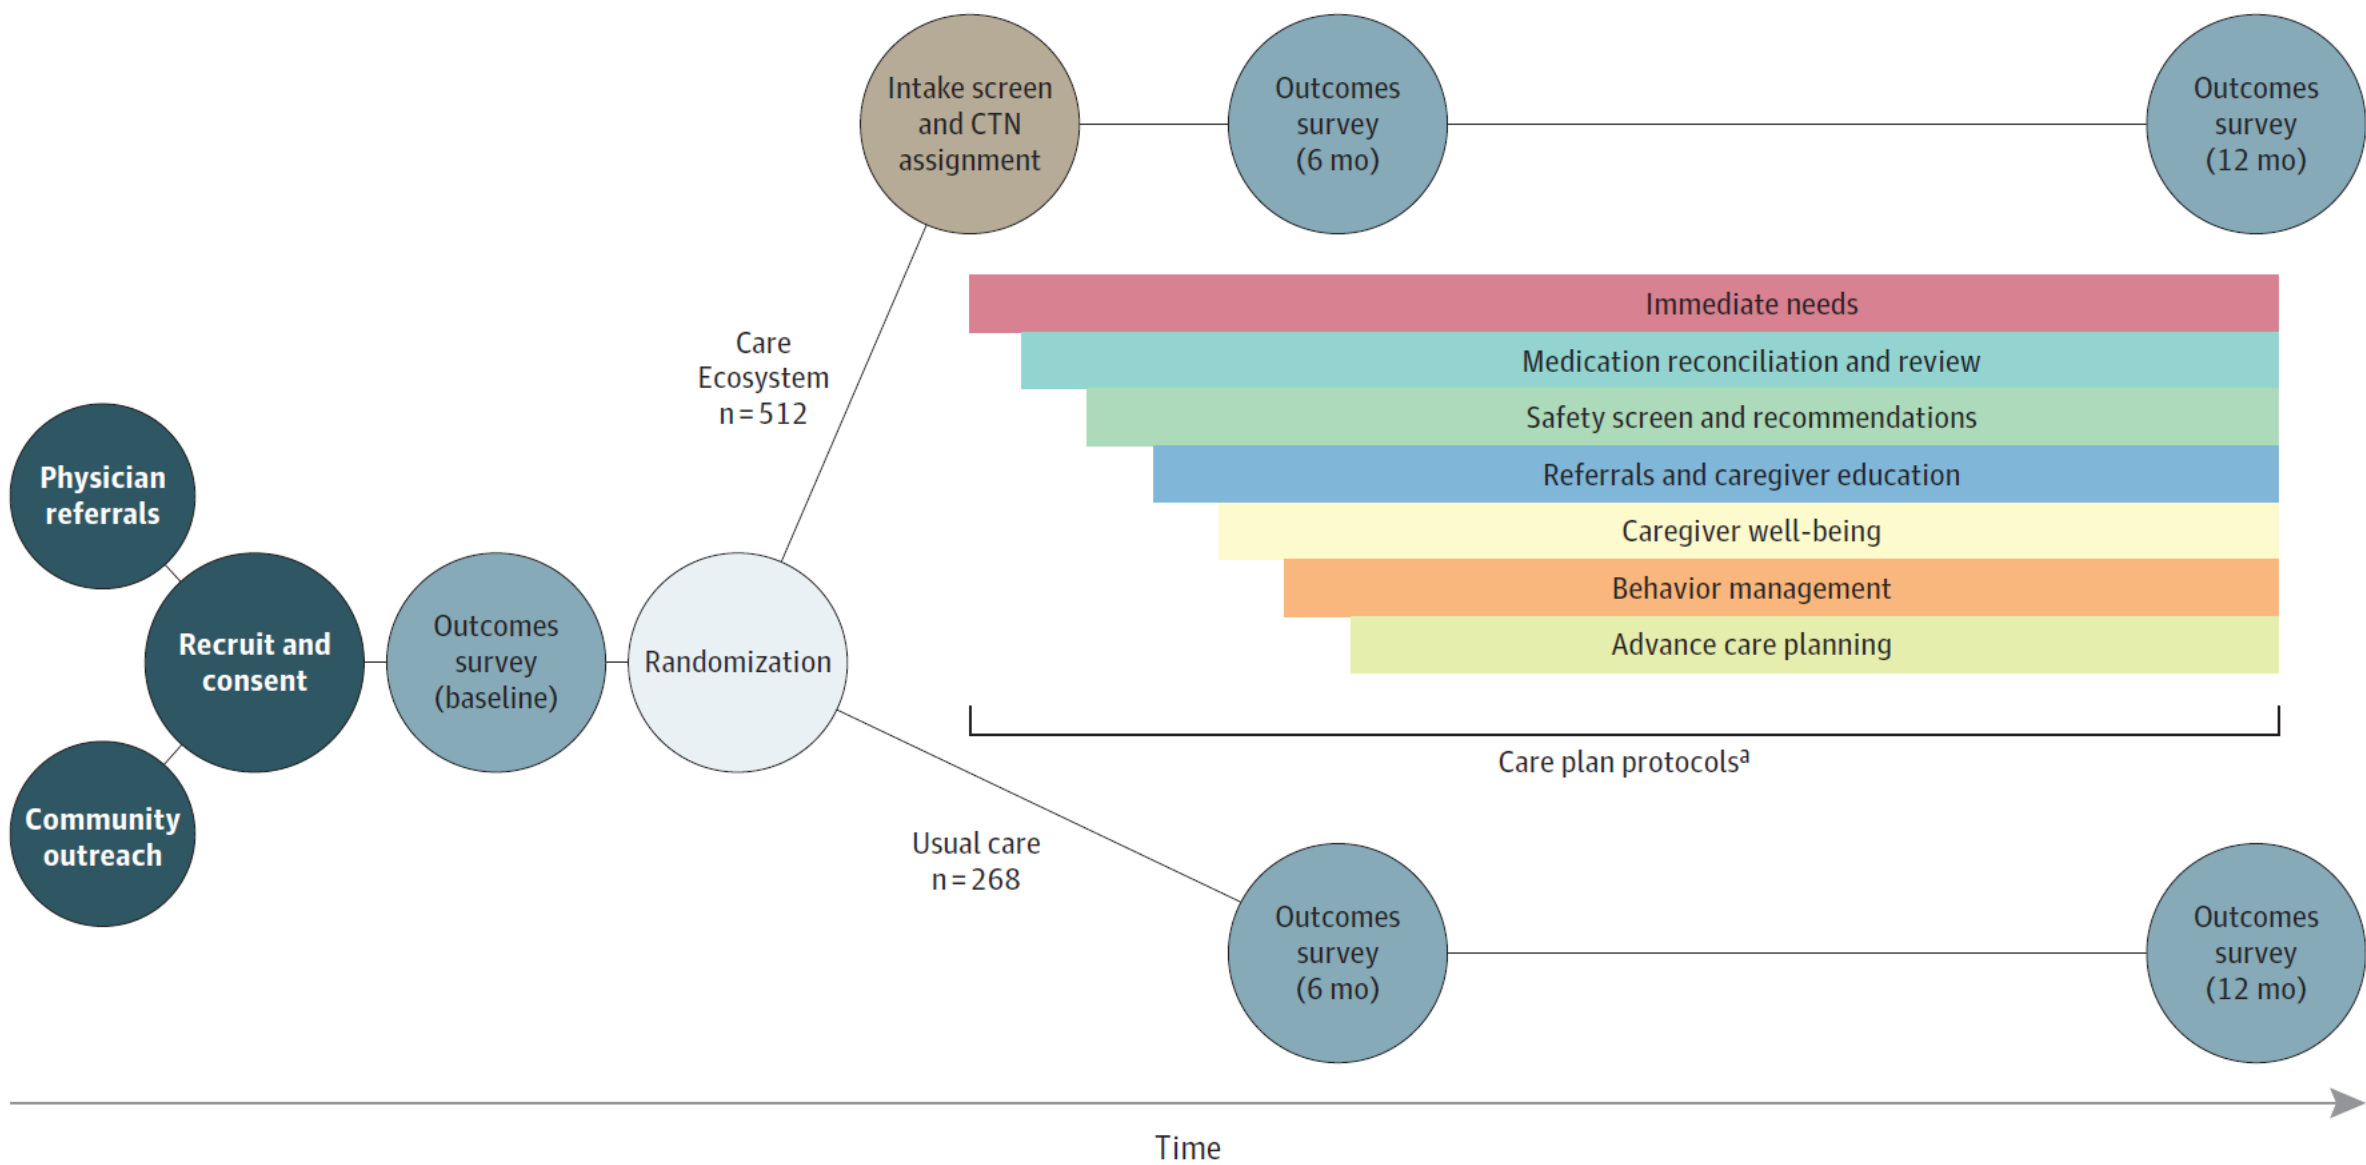 Physician
referrals
Community
outreach
Recruit and
consent
Outcomes
survey
(baseline)
Randomization
Care
Ecosystem
n=512
Intake screen
and CTN
assignment
Outcomes
survey
(6 mo)
Outcomes
survey
(12 mo)
Immediate needs
Medication reconciliation and review
Safety screen and recommendations
Referrals and caregiver education
Caregiver well-being
Behavior management
Advance care planning
Care plan protocolsª
Usual care
n=268
Outcomes
survey
(6 mo)
Outcomes
survey
(12 mo)
Time